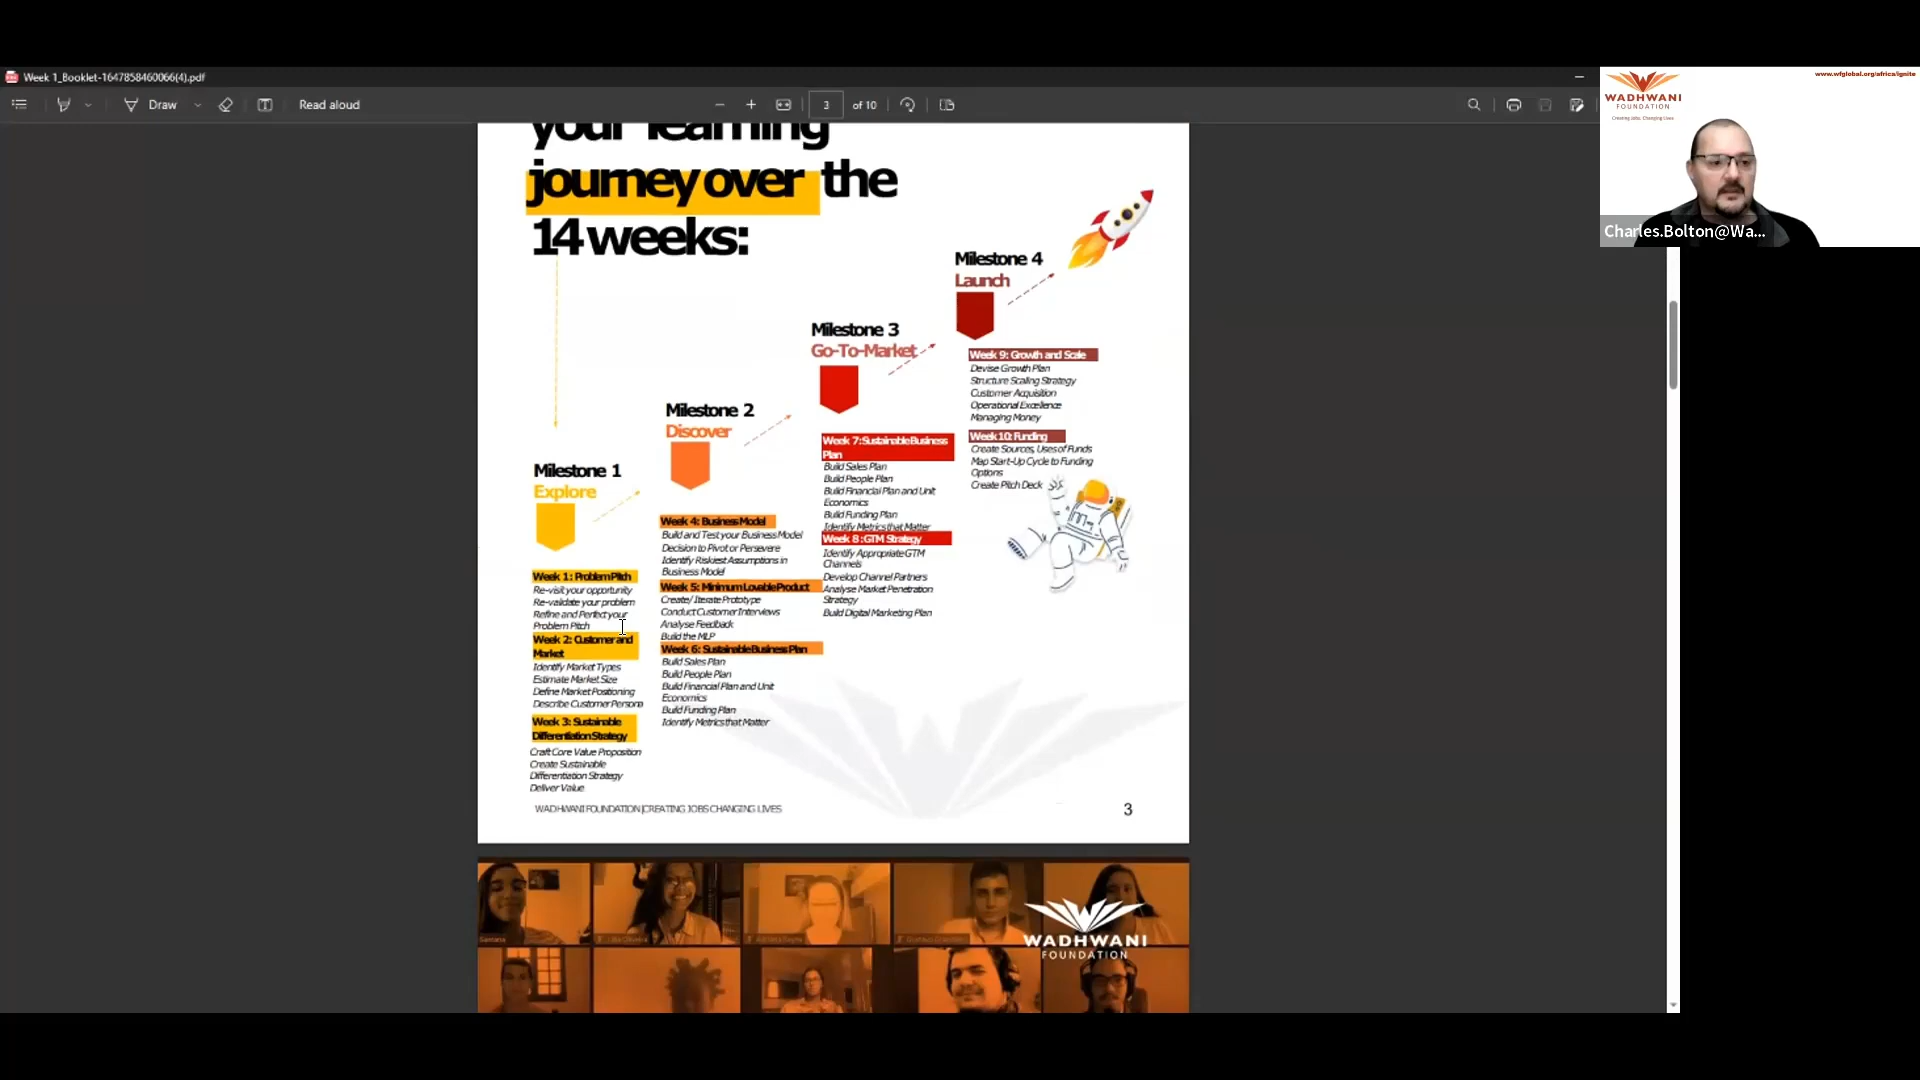 Week 1_Booklet-1647858460066(4).pdf
Draw
Read aloud
3
of 10
www.wfglobal.org/africa/ignite
WADHWANI
FOUNDATION
Creating Jobs, Changing Lives
Charles.Bolton@Wa...
your learning
journey over the
14 weeks:
Milestone 1
Explore
Week 1: Problem Pitch
Re-visit your opportunity
Re-validate your problem
Refine and Perfect your
Problem Pitch
Week 2: Customer and
Market
Identify Market Types
Estimate Market Size
Define Market Positioning
Describe Customer Persona
Week 3: Sustainable
Differentiation Strategy
Craft Core Value Proposition
Create Sustainable
Differentiation Strategy
Deliver Value
Milestone 2
Discover
Week 4: Business Model
Build and Test your Business Model
Decision to Pivot or Persevere
Identify Riskiest Assumptions in
Business Model
Week 5: Minimum Lovable Product
Create/ Iterate Prototype
Conduct Customer Interviews
Analyse Feedback
Build the MLP
Week 6: Sustainable Business Plan
Build Sales Plan
Build People Plan
Build Financial Plan and Unit
Economics
Build Funding Plan
Identify Metrics that Matter
Milestone 3
Go-To-Market
Week 7: Sustainable Business
Plan
Build Sales Plan
Build People Plan
Build Financial Plan and Unit
Economics
Build Funding Plan
Identify Metrics that Matter
Week 8 :GTM Strategy
Identify Appropriate GTM
Channels
Develop Channel Partners
Analyse Market Penetration
Strategy
Build Digital Marketing Plan
Milestone 4
Launch
Week 9: Growth and Scale
Devise Growth Plan
Structure Scaling Strategy
Customer Acquisition
Operational Excellence
Managing Money
Week 10: Funding
Create Sources, Uses of Funds
Map Start-Up Cycle to Funding
Options
Create Pitch Deck
WADHWANI FOUNDATION |CREATING JOBS CHANGING LIVES
3
WADHWANI
FOUNDATION